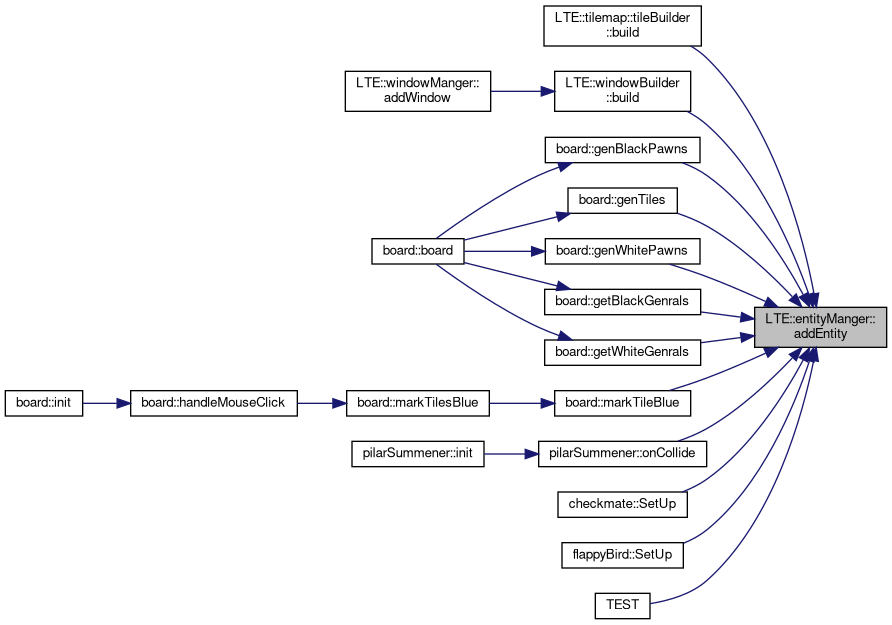 LTE::tilemap::tileBuilder
::build
LTE::windowManger::
addWindow
LTE::windowBuilder
::build
board::genBlackPawns
board::genTiles
board::board
board::genWhitePawns
board::getBlackGenrals
LTE::entityManger::
addEntity
board::getWhiteGenrals
board::init
board::handleMouseClick
board::markTilesBlue
board::markTileBlue
pilarSummener::init
pilarSummener::onCollide
checkmate::SetUp
flappyBird::SetUp
TEST